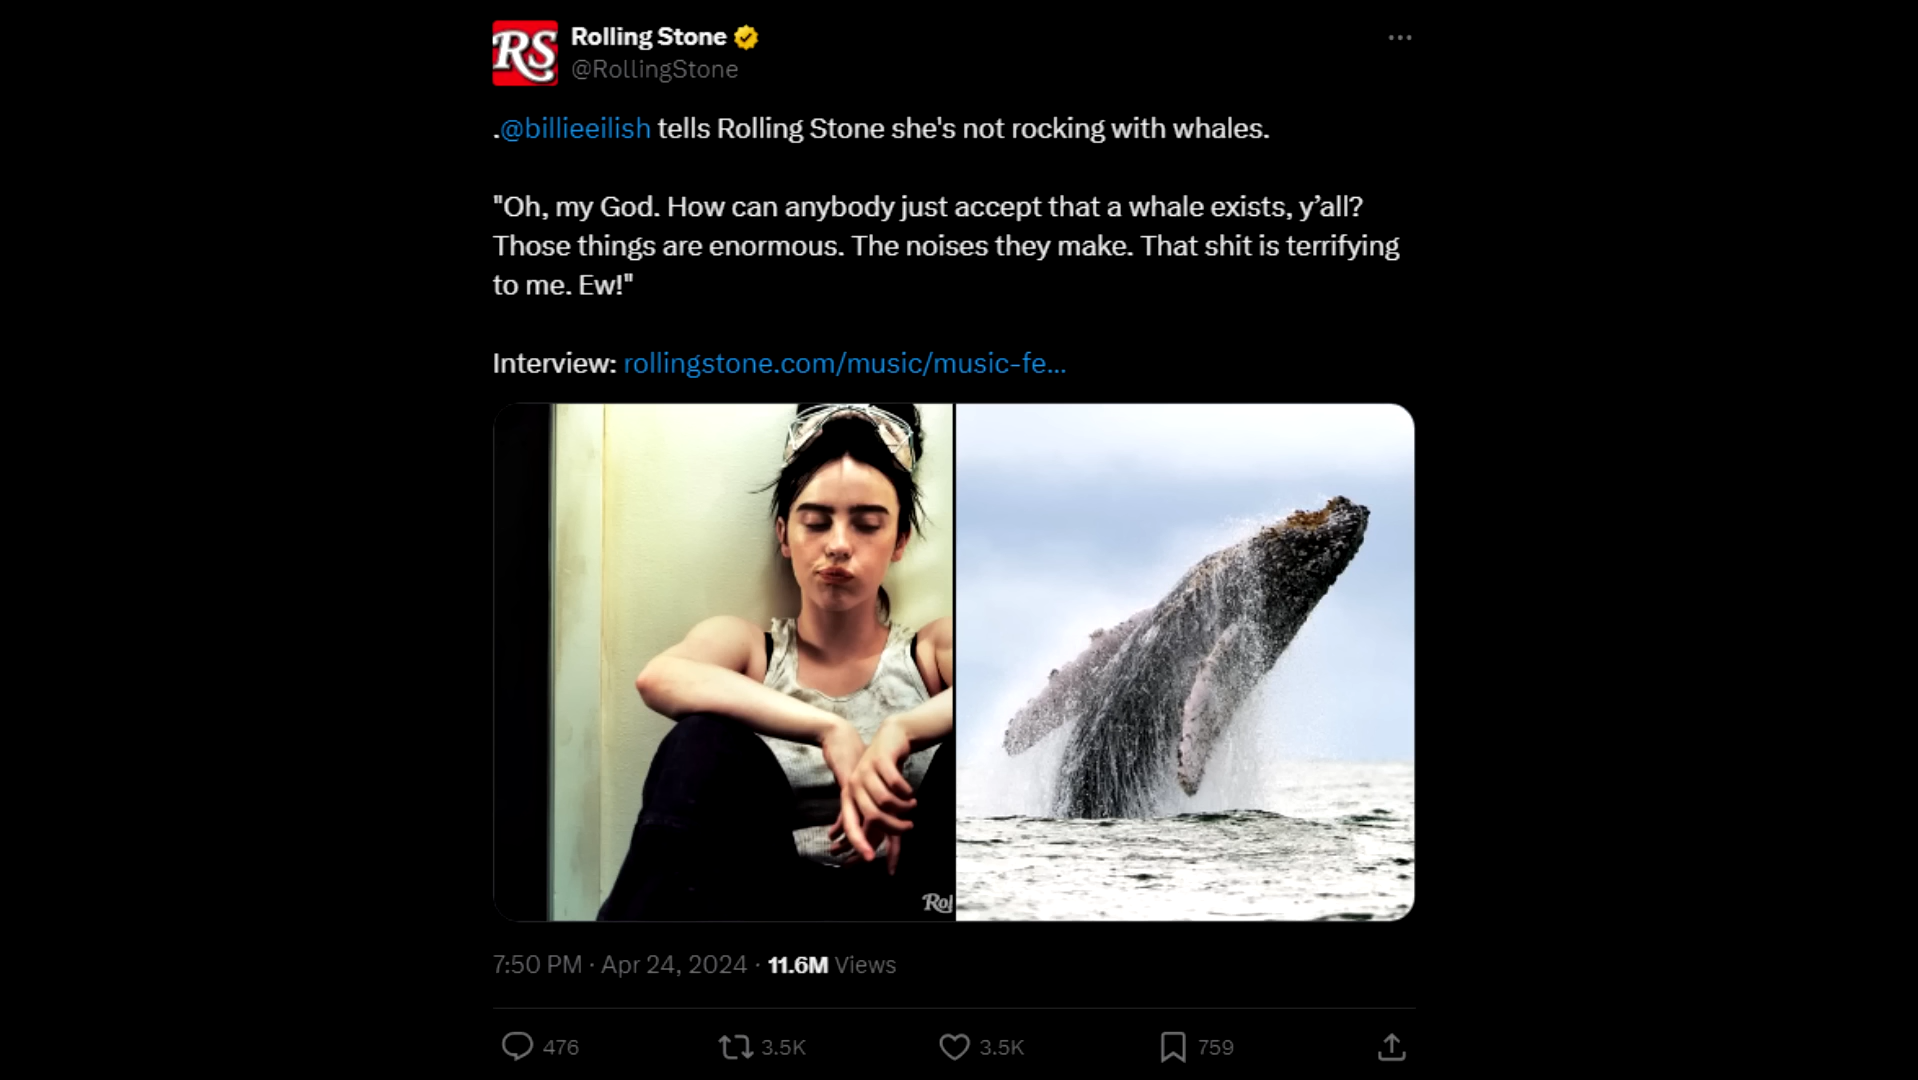 RS
Rolling Stone
@RollingStone
.@billieeilish tells Rolling Stone she's not rocking with whales.
"Oh, my God. How can anybody just accept that a whale exists, y’all?
Those things are enormous. The noises they make. That shit is terrifying
to me. Ew!"
Interview: rollingstone.com/music/music-fe...
Rol
7:50 PM · Apr 24, 2024 · 11.6M Views
476 3.5K 3.5K 759